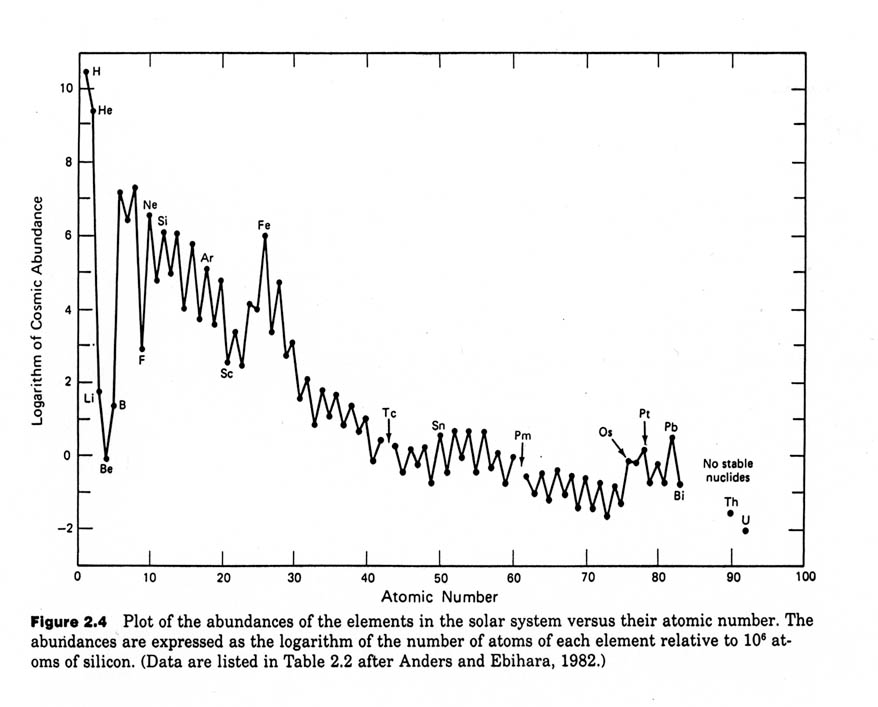 H
10
He
8
Ne
Si
Fe
6
Ar
4
F
Sc
2
Li
B
Tc
Sn
Pt
Os
Pb
Pm
0
Be
No stable
nuclides
Bi
Th
U
−2
0
10
20
30
40
50
60
70
80
90
100
Logarithm of Cosmic Abundance
Atomic Number
Figure 2.4 Plot of the abundances of the elements in the solar system versus their atomic number. The
abundances are expressed as the logarithm of the number of atoms of each element relative to 10⁶ at-
oms of silicon. (Data are listed in Table 2.2 after Anders and Ebihara, 1982.)